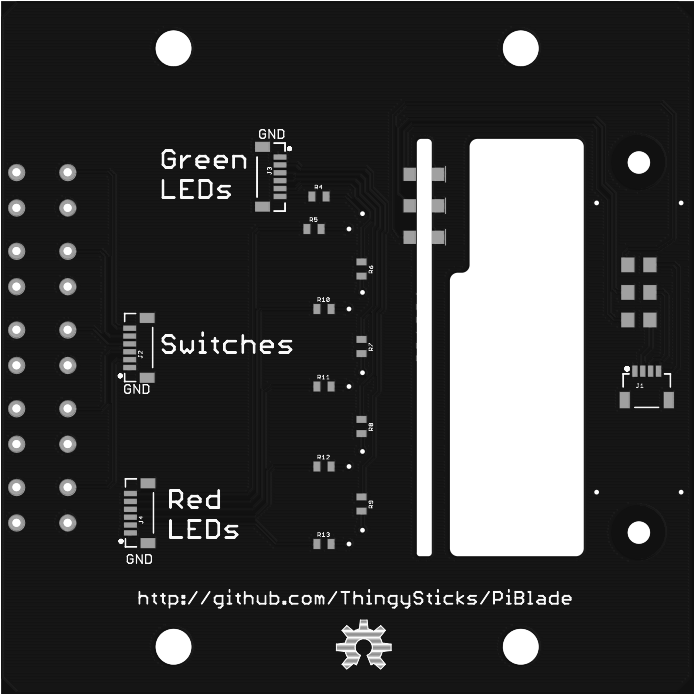 GND
Green
LEDs
J3
R4
R5
R6
R10
Switches
J2
GND
R7
R11
J1
R8
R12
Red
LEDs
J4
R9
R13
GND
http://github.com/ThingySticks/PiBlade